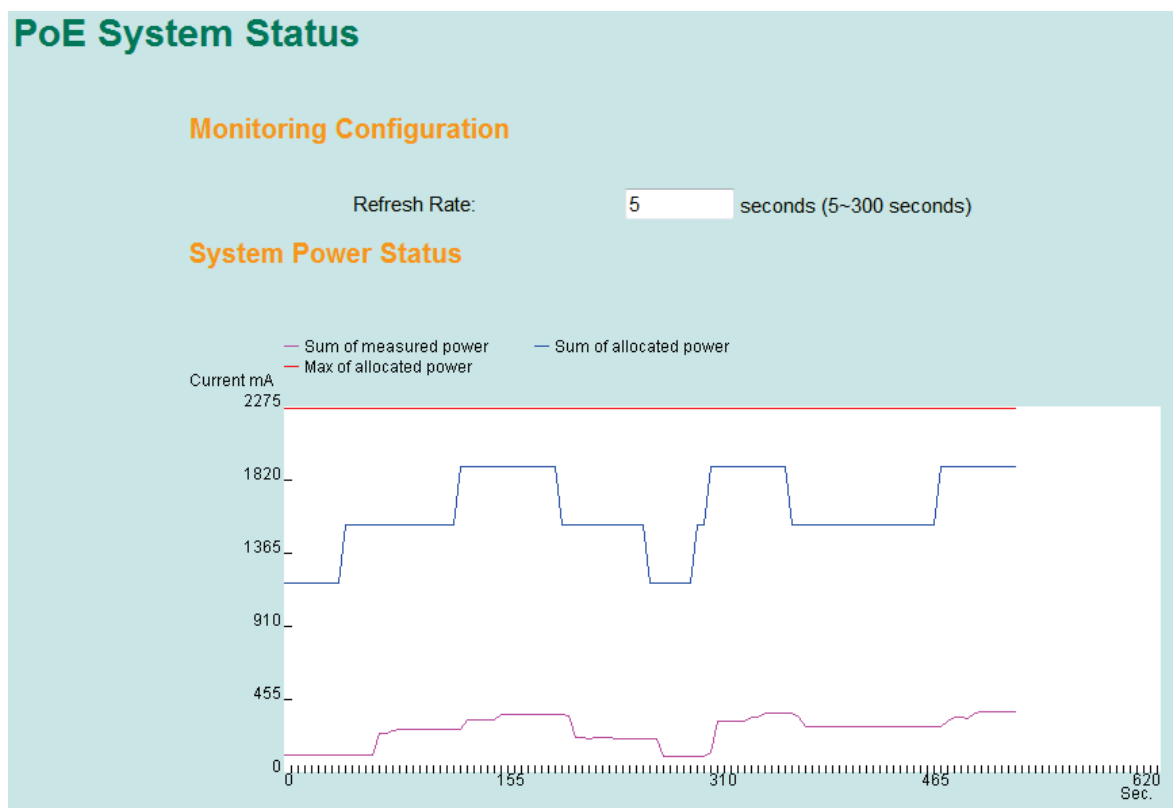 PoE System Status
Monitoring Configuration
Refresh Rate: 5 seconds (5~300 seconds)
System Power Status
Sum of measured power Sum of allocated power
Max of allocated power
Current mA
2275
1820
1365
910
455
0
0 155 310 465 620
Sec.